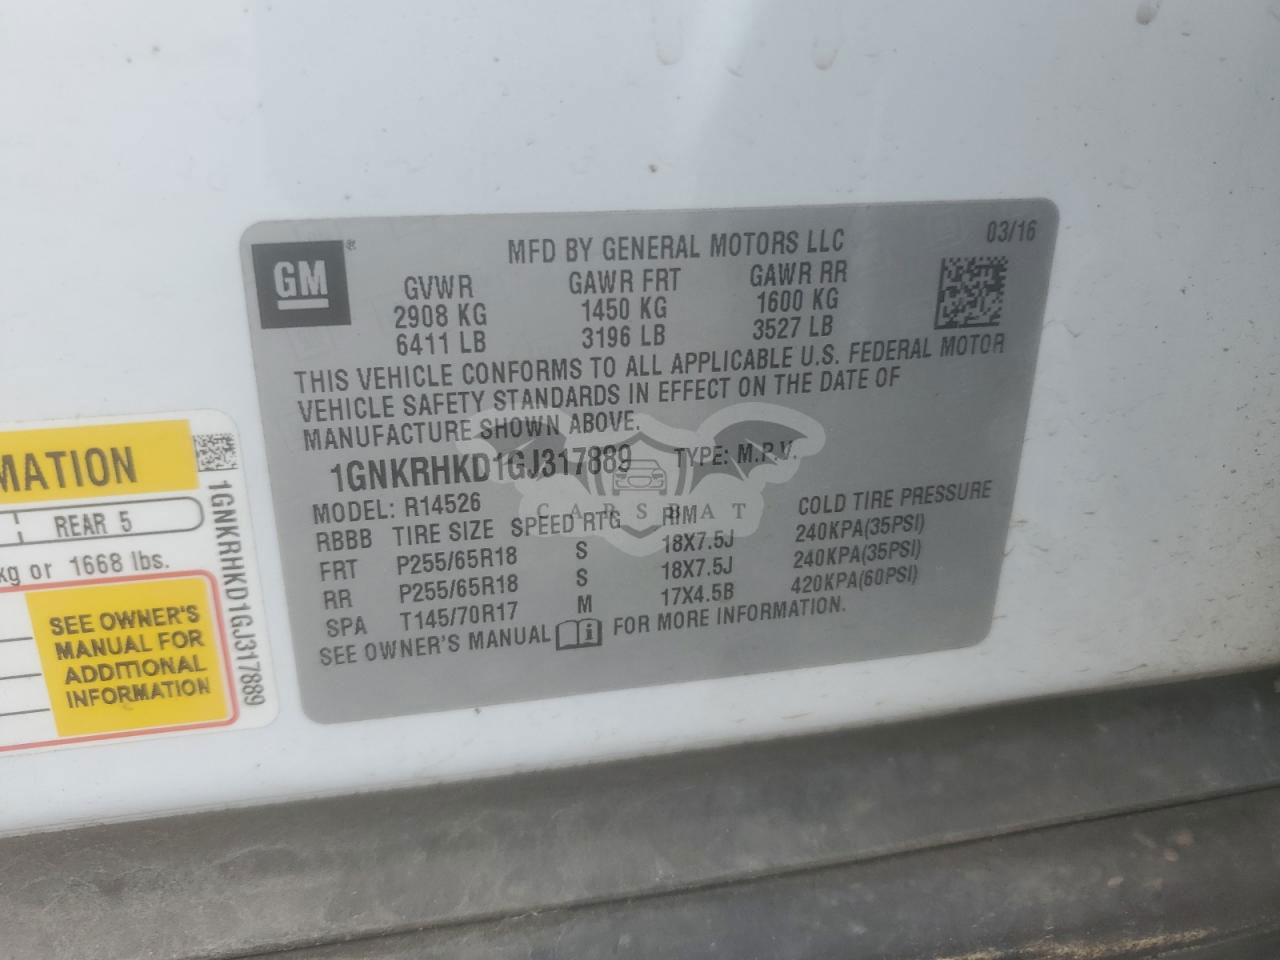 MFD BY GENERAL MOTORS LLC 03/16
GM ®
GVWR GAWR FRT GAWR RR
2908 KG 1450 KG 1600 KG
6411 LB 3196 LB 3527 LB
THIS VEHICLE CONFORMS TO ALL APPLICABLE U.S. FEDERAL MOTOR
VEHICLE SAFETY STANDARDS IN EFFECT ON THE DATE OF
MANUFACTURE SHOWN ABOVE.
1GNKRHKD1GJ317889 TYPE: M.P.V.
MODEL: R14526
RBBB TIRE SIZE SPEED RTG RIM COLD TIRE PRESSURE
FRT P255/65R18 S 18X7.5J 240KPA(35PSI)
RR P255/65R18 S 18X7.5J 240KPA(35PSI)
SPA T145/70R17 M 17X4.5B 420KPA(60PSI)
SEE OWNER'S MANUAL FOR MORE INFORMATION.
CARSBAT
MATION
REAR 5
kg or 1668 lbs.
SEE OWNER'S
MANUAL FOR
ADDITIONAL
INFORMATION
1GNKRHKD1GJ317889